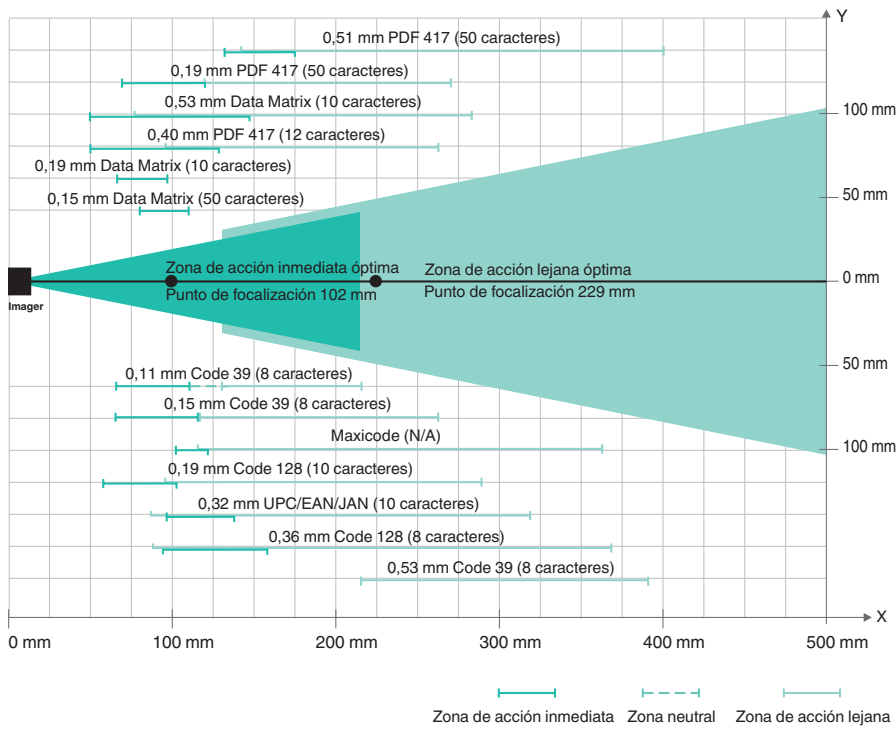 Y
0,51 mm PDF 417 (50 caracteres)
0,19 mm PDF 417 (50 caracteres)
0,53 mm Data Matrix (10 caracteres)
100 mm
0,40 mm PDF 417 (12 caracteres)
0,19 mm Data Matrix (10 caracteres)
0,15 mm Data Matrix (50 caracteres)
50 mm
Zona de acción inmediata óptima
Zona de acción lejana óptima
0 mm
Punto de focalización 102 mm
Punto de focalización 229 mm
Imager
50 mm
0,11 mm Code 39 (8 caracteres)
0,15 mm Code 39 (8 caracteres)
Maxicode (N/A)
100 mm
0,19 mm Code 128 (10 caracteres)
0,32 mm UPC/EAN/JAN (10 caracteres)
0,36 mm Code 128 (8 caracteres)
0,53 mm Code 39 (8 caracteres)
X
0 mm
100 mm
200 mm
300 mm
400 mm
500 mm
Zona de acción inmediata
Zona neutral
Zona de acción lejana